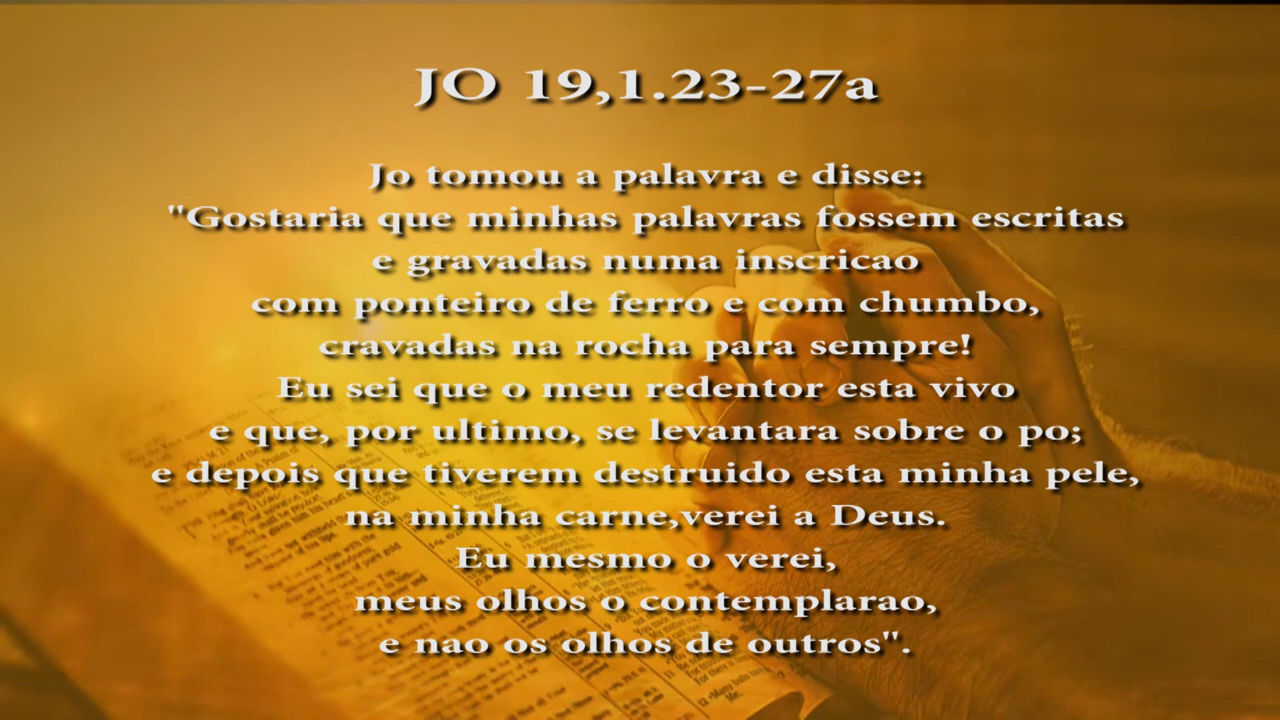 JO 19,1.23-27a
Jo tomou a palavra e disse:
"Gostaria que minhas palavras fossem escritas
e gravadas numa inscricao
com ponteiro de ferro e com chumbo,
cravadas na rocha para sempre!
Eu sei que o meu redentor esta vivo
e que, por ultimo, se levantara sobre o po;
e depois que tiverem destruido esta minha pele,
na minha carne,verei a Deus.
Eu mesmo o verei,
meus olhos o contemplarao,
e nao os olhos de outros".